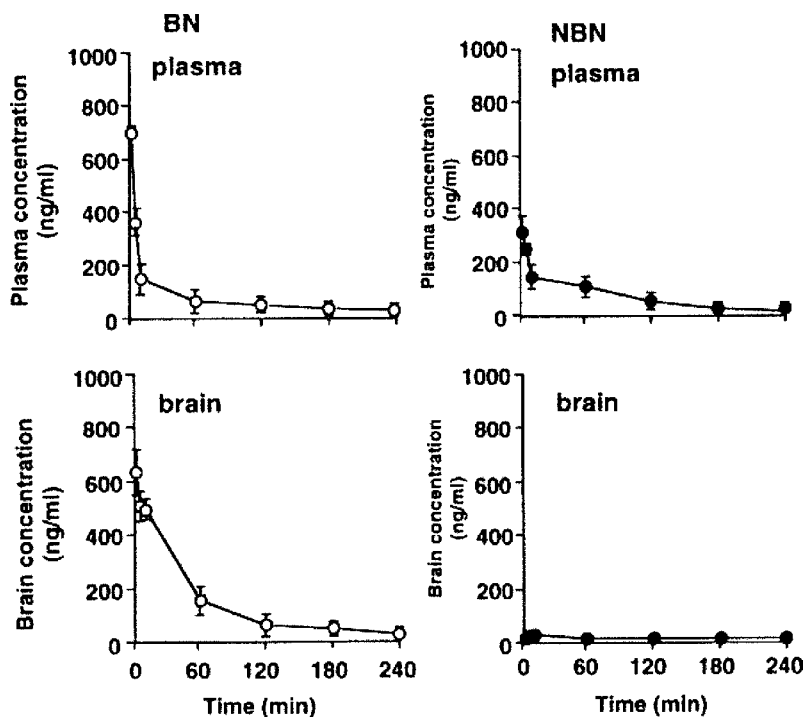 BN
plasma
Plasma concentration
(ng/ml)
1000
800
600
400
200
0
NBN
plasma
Plasma concentration
(ng/ml)
1000
800
600
400
200
0
brain
Brain concentration
(ng/ml)
1000
800
600
400
200
0
0 60 120 180 240
Time (min)
brain
Brain concentration
(ng/ml)
1000
800
600
400
200
0
0 60 120 180 240
Time (min)